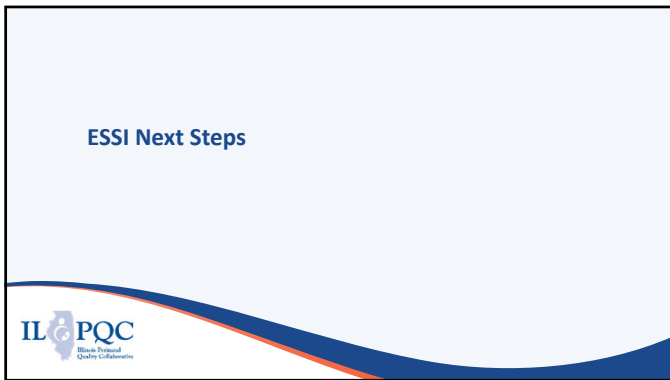 ESSI Next Steps
IL PQC
Illinois Perinatal
Quality Collaborative